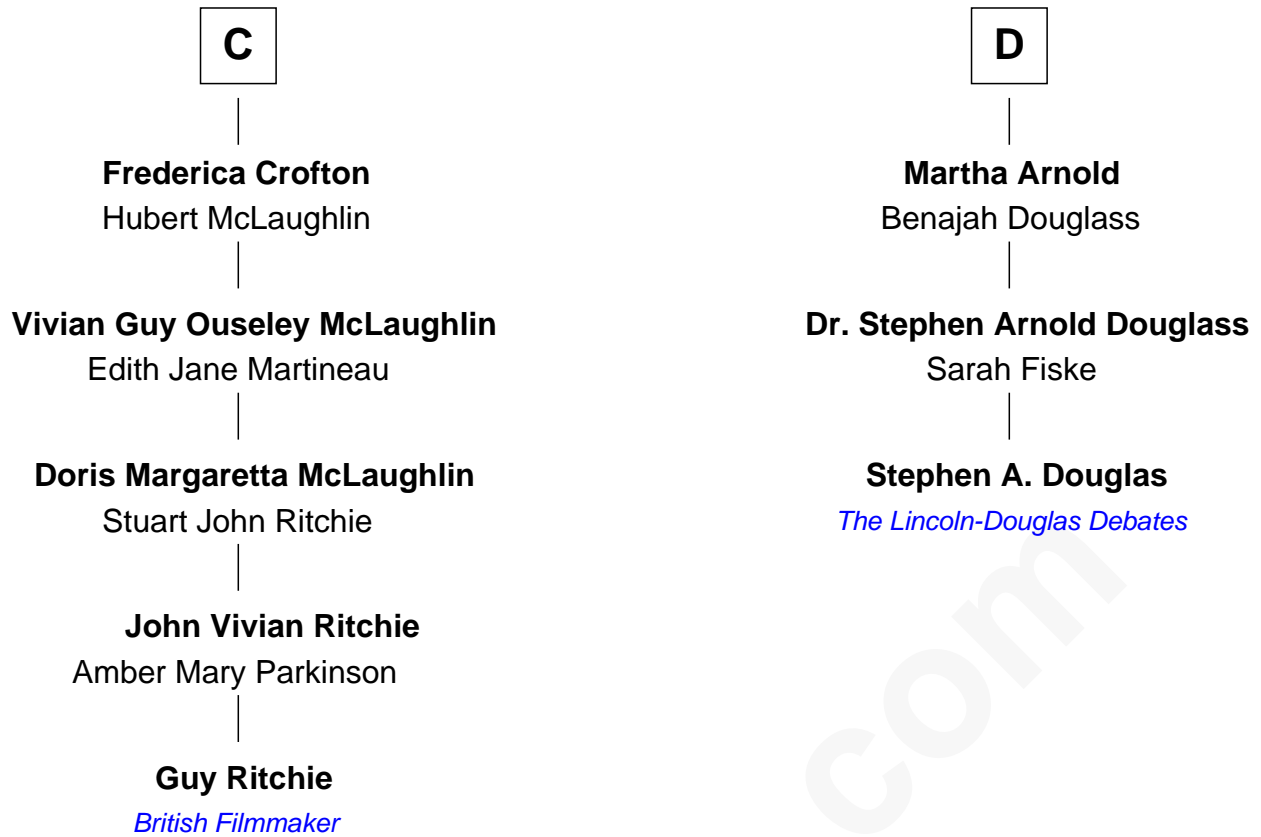 C
Frederica Crofton
Hubert McLaughlin
Vivian Guy Ouseley McLaughlin
Edith Jane Martineau
Doris Margaretta McLaughlin
Stuart John Ritchie
John Vivian Ritchie
Amber Mary Parkinson
Guy Ritchie
British Filmmaker
D
Martha Arnold
Benajah Douglass
Dr. Stephen Arnold Douglass
Sarah Fiske
Stephen A. Douglas
The Lincoln-Douglas Debates
com